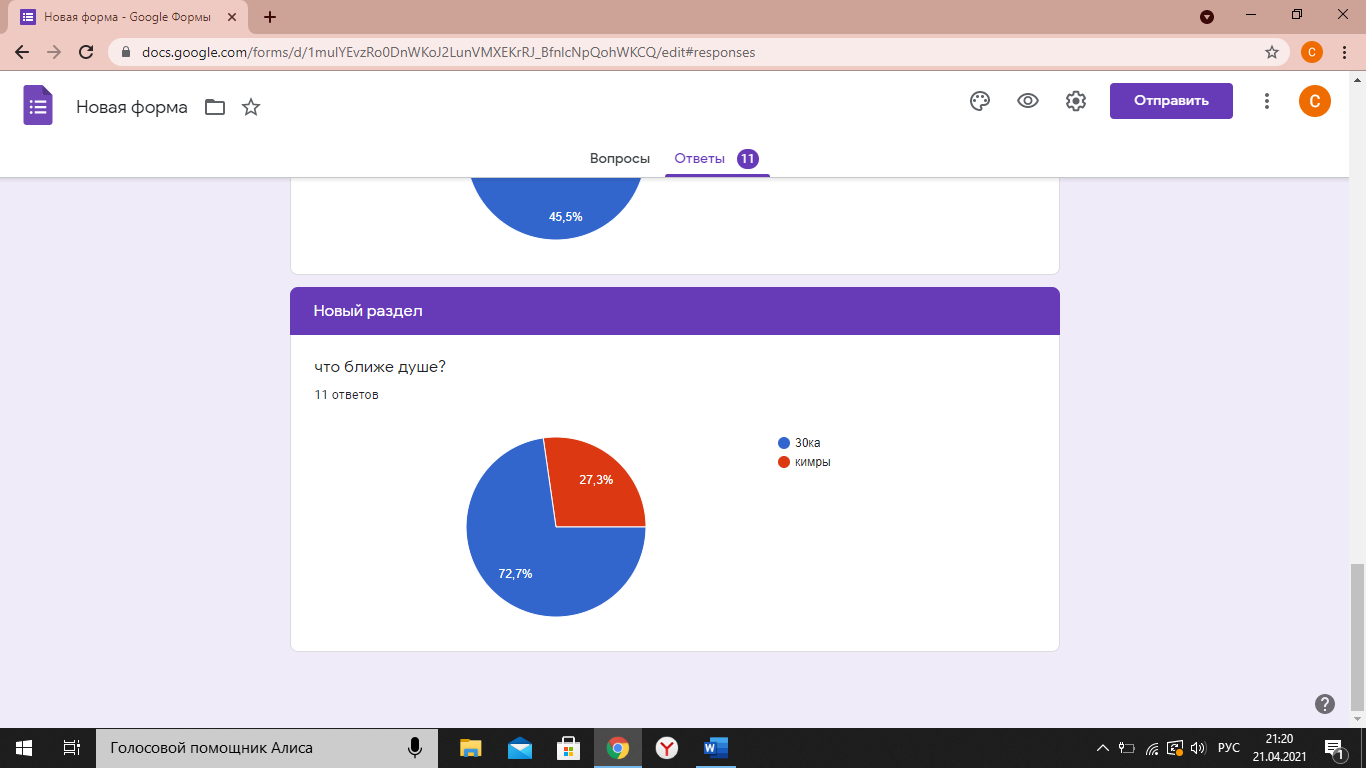 Новая форма - Google Формы
docs.google.com/forms/d/1mulYEvzRo0DnWKoJ2LunVMXEKrRJ_BfnIcNpQohWKCQ/edit#responses
С
Новая форма
Отправить
С
Вопросы
Ответы 11
45,5%
Новый раздел
что ближе душе?
11 ответов
30ка
кимры
27,3%
72,7%
Голосовой помощник Алиса
РУС
21:20
21.04.2021
1